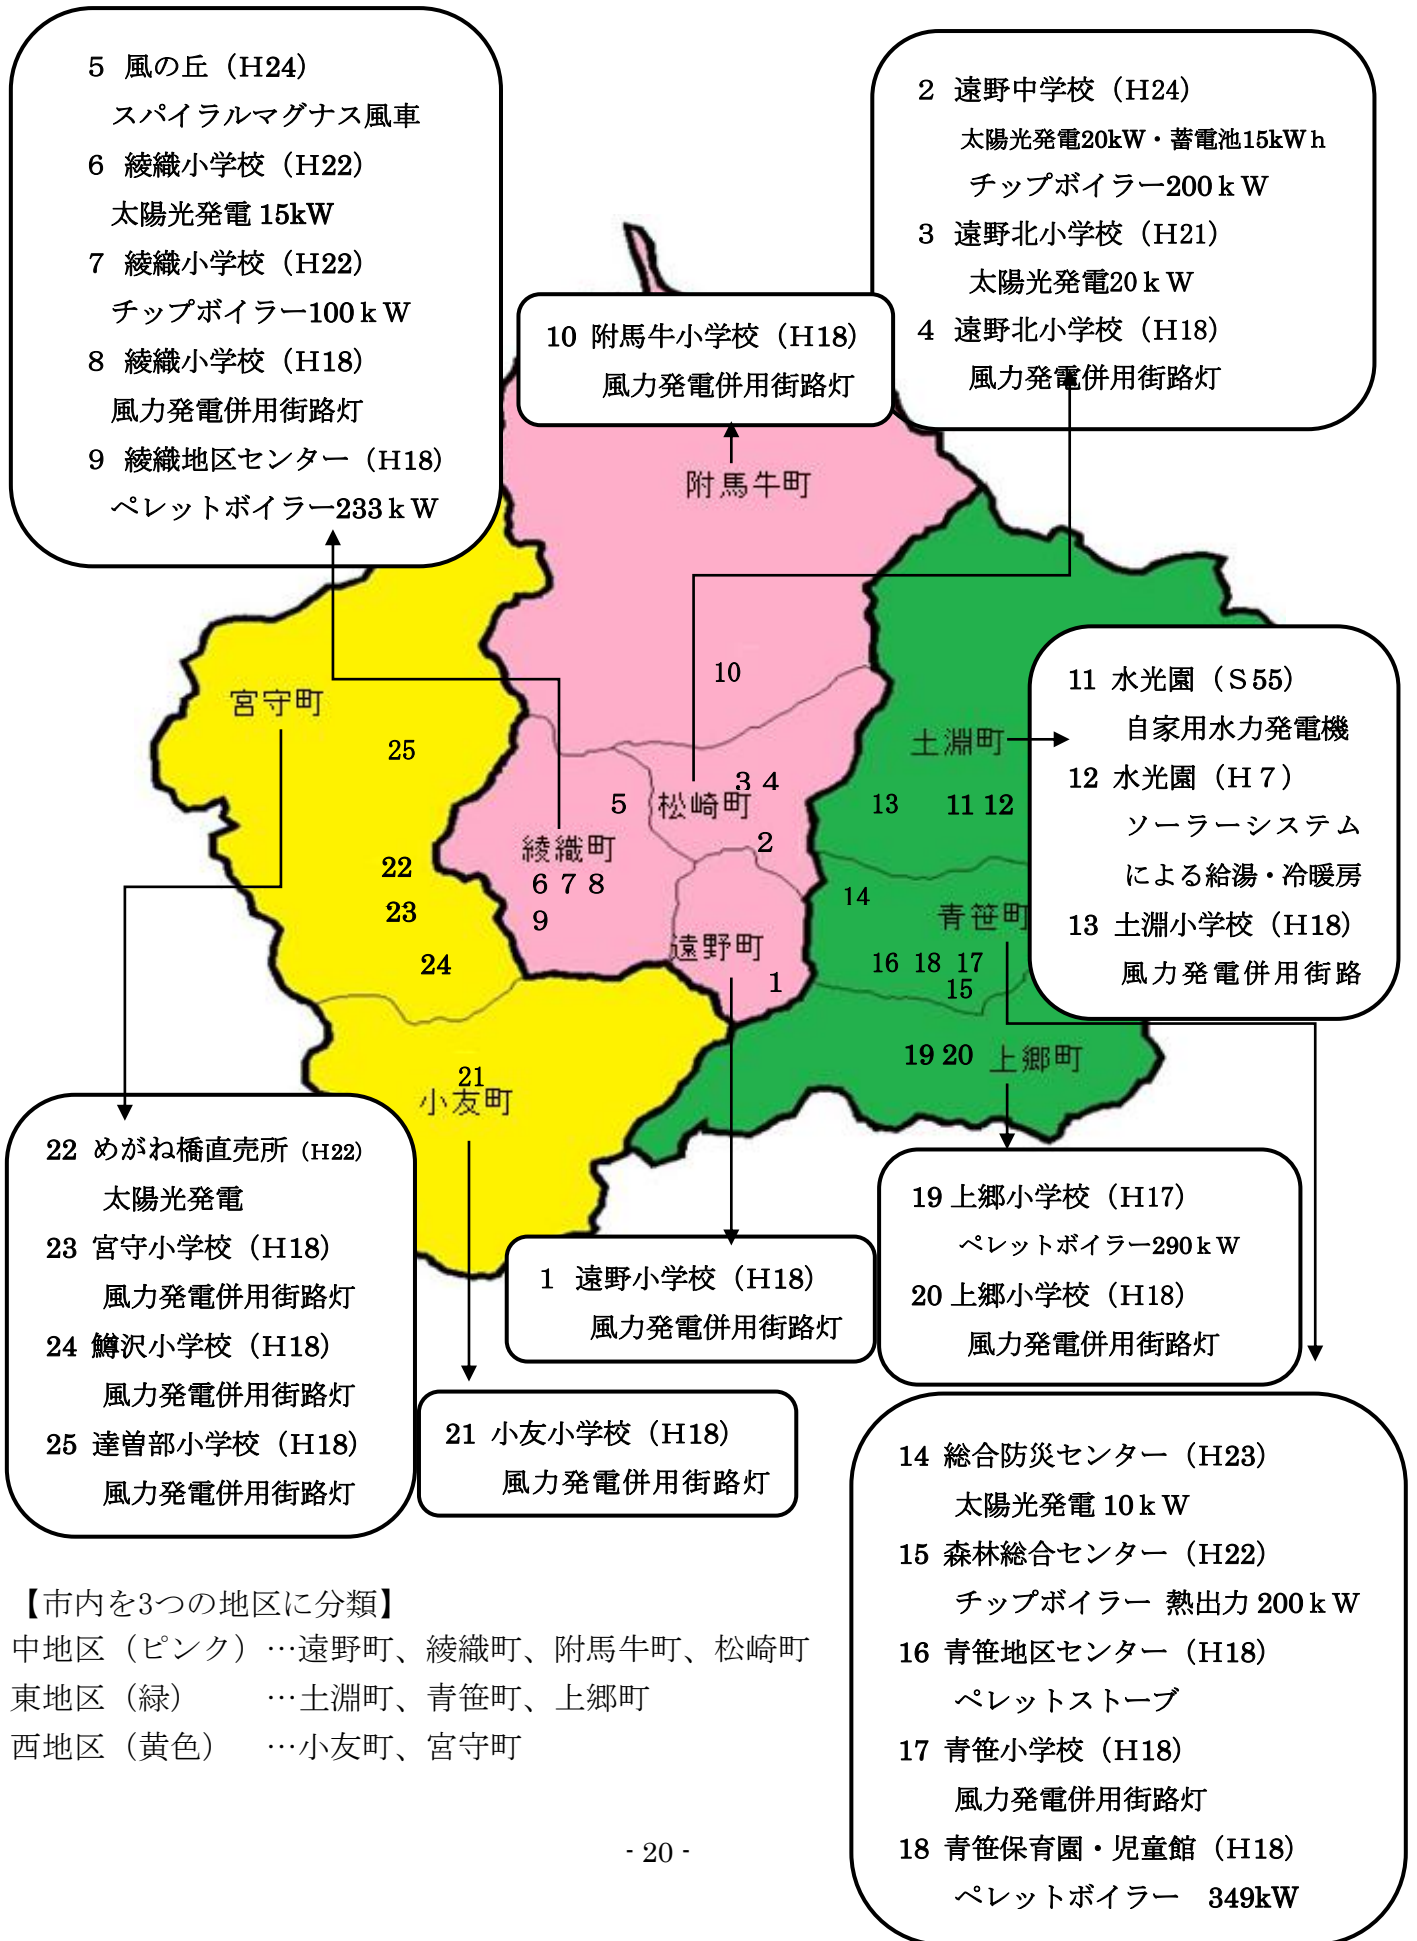 5 風の丘（H24）
スパイラルマグナス風車
6 綾織小学校（H22）
太陽光発電 15kW
7 綾織小学校（H22）
チップボイラー100ｋW
8 綾織小学校（H18）
風力発電併用街路灯
9 綾織地区センター（H18）
ペレットボイラー233ｋW
2 遠野中学校（H24）
太陽光発電20kW・蓄電池15kWｈ
チップボイラー200ｋW
3 遠野北小学校（H21）
太陽光発電20ｋW
4 遠野北小学校（H18）
風力発電併用街路灯
10 附馬牛小学校（H18）
風力発電併用街路灯
附馬牛町
10
宮守町
25
土淵町
3 4
松崎町
5
13
11 12
綾織町
2
6 7 8
9
22
23
24
14
青笹町
遠野町
16 18 17
15
1
19 20
上郷町
21
小友町
11 水光園（Ｓ55）
自家用水力発電機
12 水光園（H７）
ソーラーシステム
による給湯・冷暖房
13 土淵小学校（H18）
風力発電併用街路
22 めがね橋直売所（H22）
太陽光発電
23 宮守小学校（H18）
風力発電併用街路灯
24 鱒沢小学校（H18）
風力発電併用街路灯
25 達曽部小学校（H18）
風力発電併用街路灯
1 遠野小学校（H18）
風力発電併用街路灯
19 上郷小学校（H17）
ペレットボイラー290ｋW
20 上郷小学校（H18）
風力発電併用街路灯
21 小友小学校（H18）
風力発電併用街路灯
14 総合防災センター（H23）
太陽光発電 10ｋW
15 森林総合センター（H22）
チップボイラー 熱出力 200ｋW
16 青笹地区センター（H18）
ペレットストーブ
17 青笹小学校（H18）
風力発電併用街路灯
18 青笹保育園・児童館（H18）
ペレットボイラー　349kW
【市内を3つの地区に分類】
中地区（ピンク）…遠野町、綾織町、附馬牛町、松崎町
東地区（緑）　　…土淵町、青笹町、上郷町
西地区（黄色）　…小友町、宮守町
- 20 -